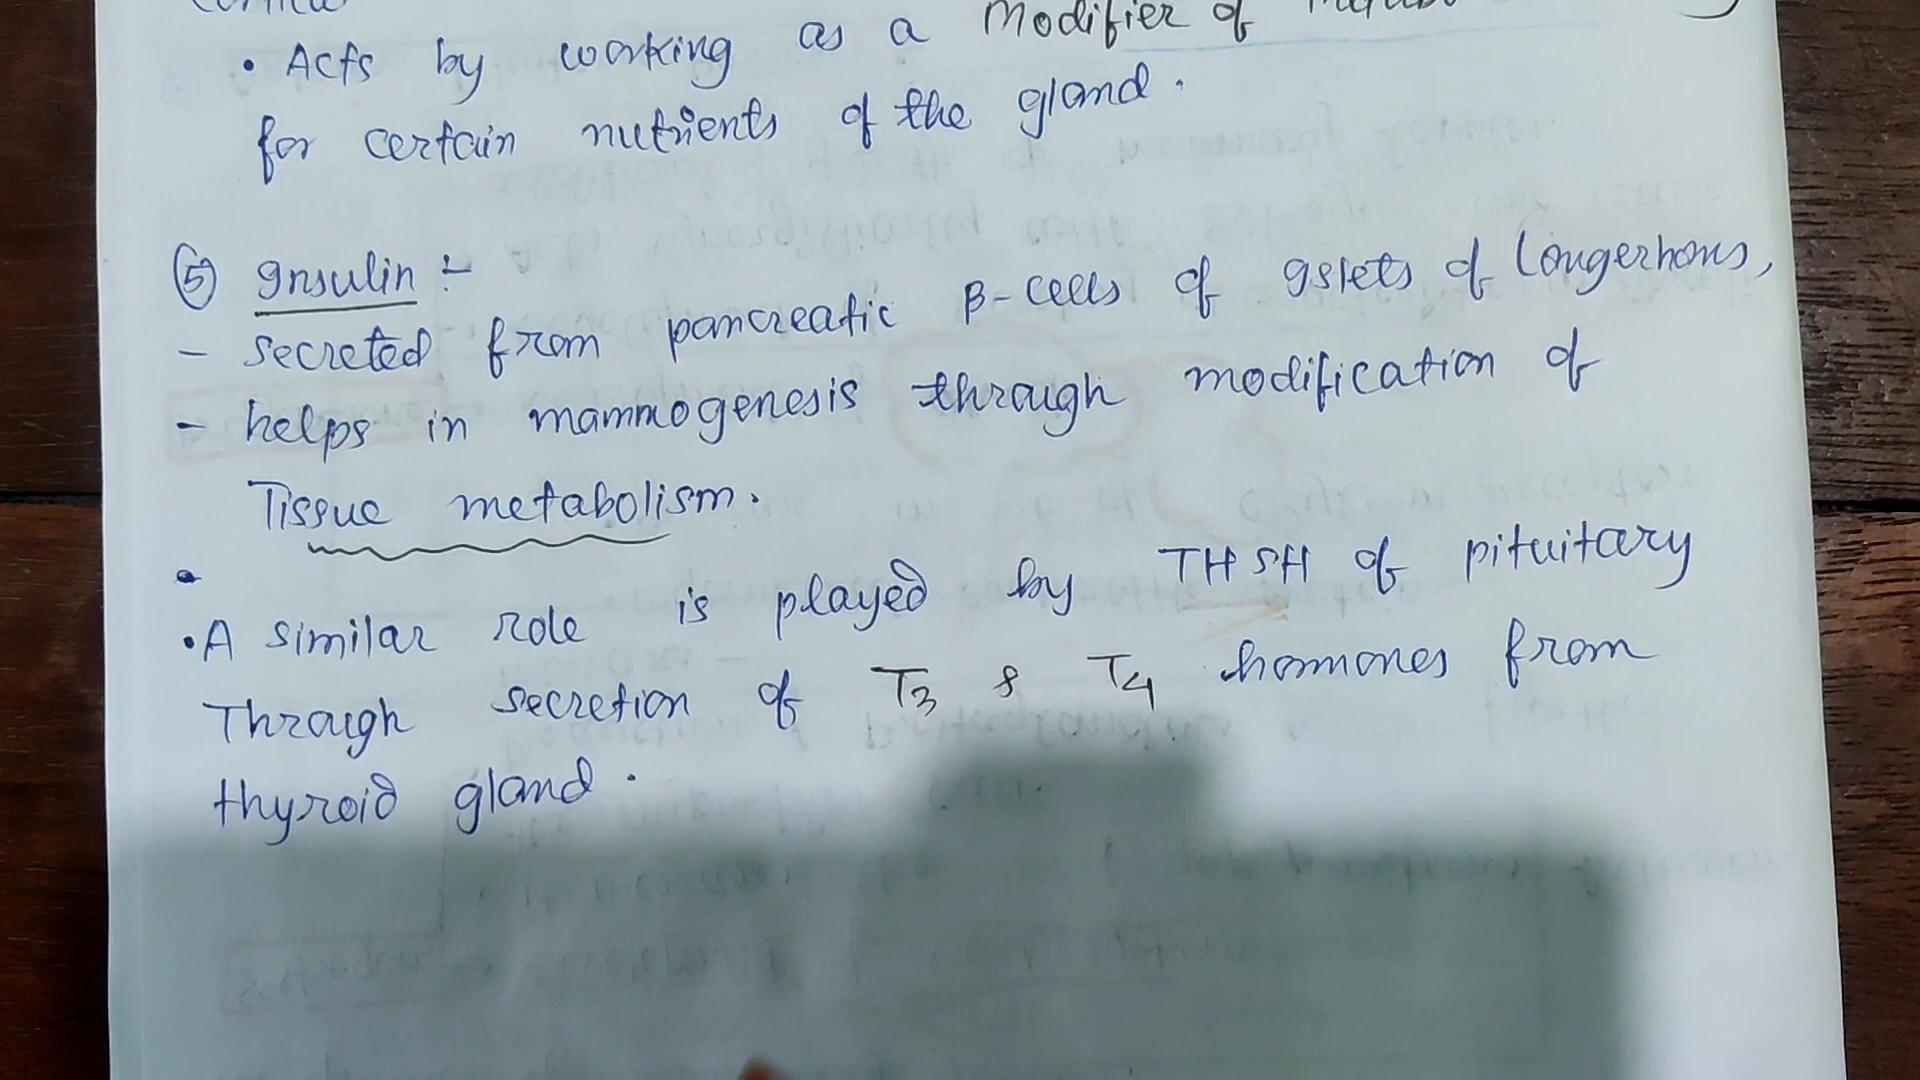 • Acts by working as a Modifier of
for certain nutrients of the gland.
⑤ Insulin :-
- secreted from pancreatic β-cells of Islets of Langerhans,
- helps in mammogenesis through modification of
Tissue metabolism.
• A similar role is played by THSH of pituitary
Through secretion of T3 & T4 hormones from
thyroid gland.